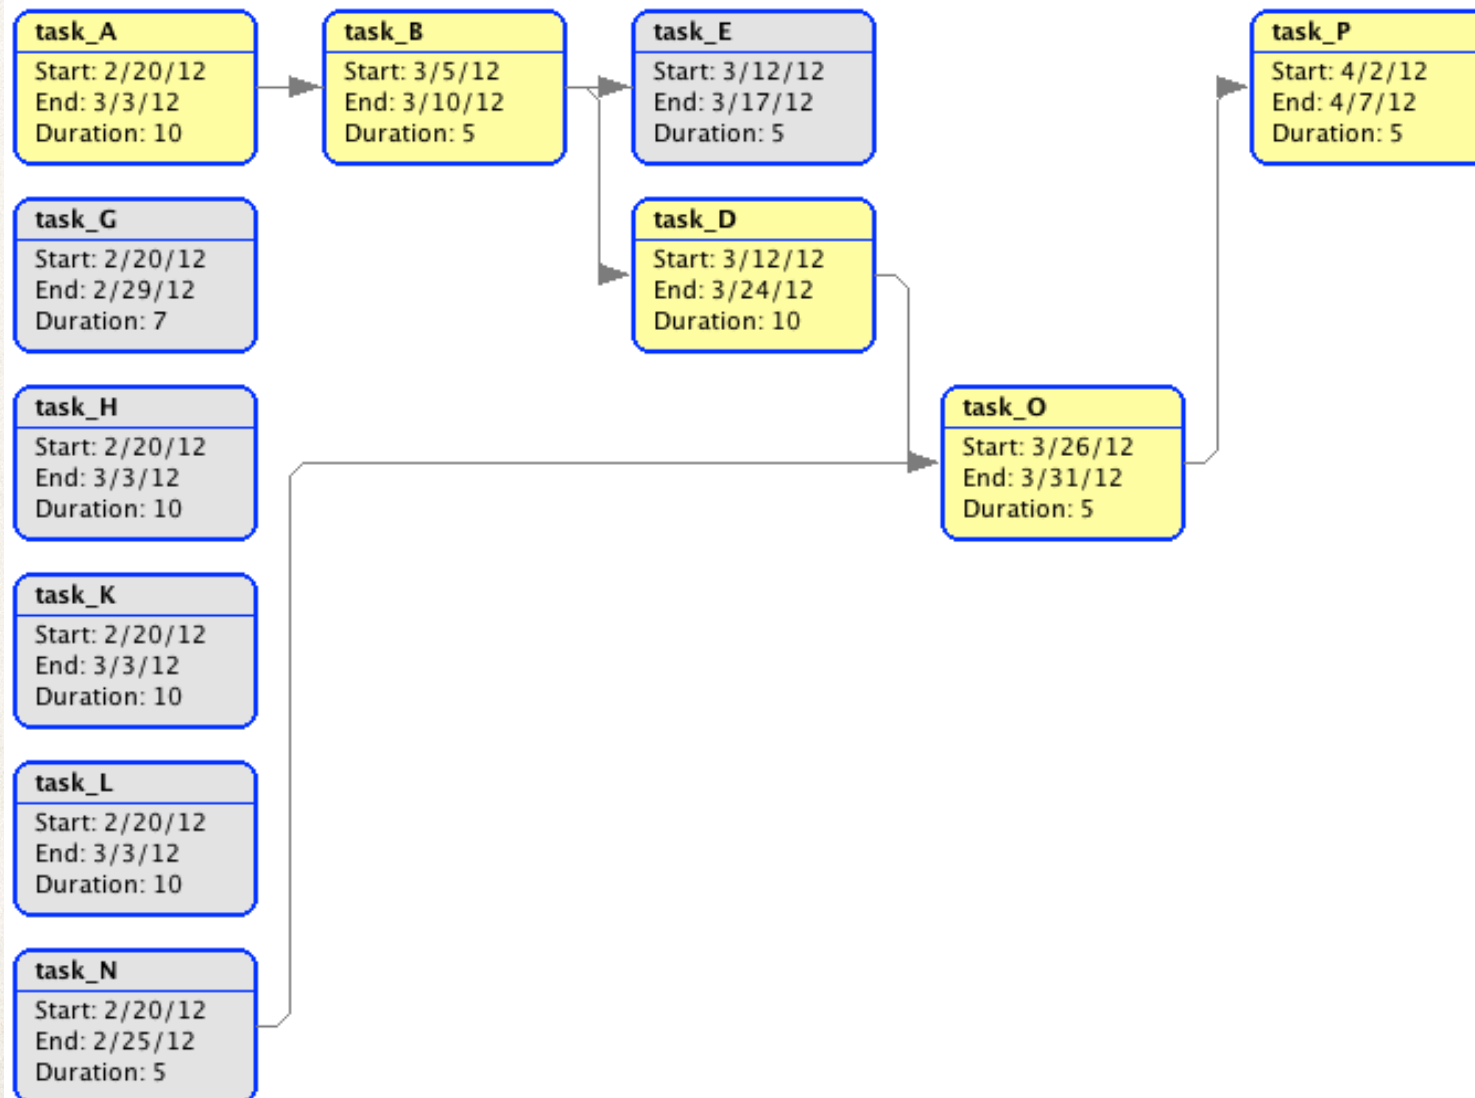 task_A
Start: 2/20/12
End: 3/3/12
Duration: 10
task_B
Start: 3/5/12
End: 3/10/12
Duration: 5
task_E
Start: 3/12/12
End: 3/17/12
Duration: 5
task_P
Start: 4/2/12
End: 4/7/12
Duration: 5
task_G
Start: 2/20/12
End: 2/29/12
Duration: 7
task_D
Start: 3/12/12
End: 3/24/12
Duration: 10
task_H
Start: 2/20/12
End: 3/3/12
Duration: 10
task_O
Start: 3/26/12
End: 3/31/12
Duration: 5
task_K
Start: 2/20/12
End: 3/3/12
Duration: 10
task_L
Start: 2/20/12
End: 3/3/12
Duration: 10
task_N
Start: 2/20/12
End: 2/25/12
Duration: 5